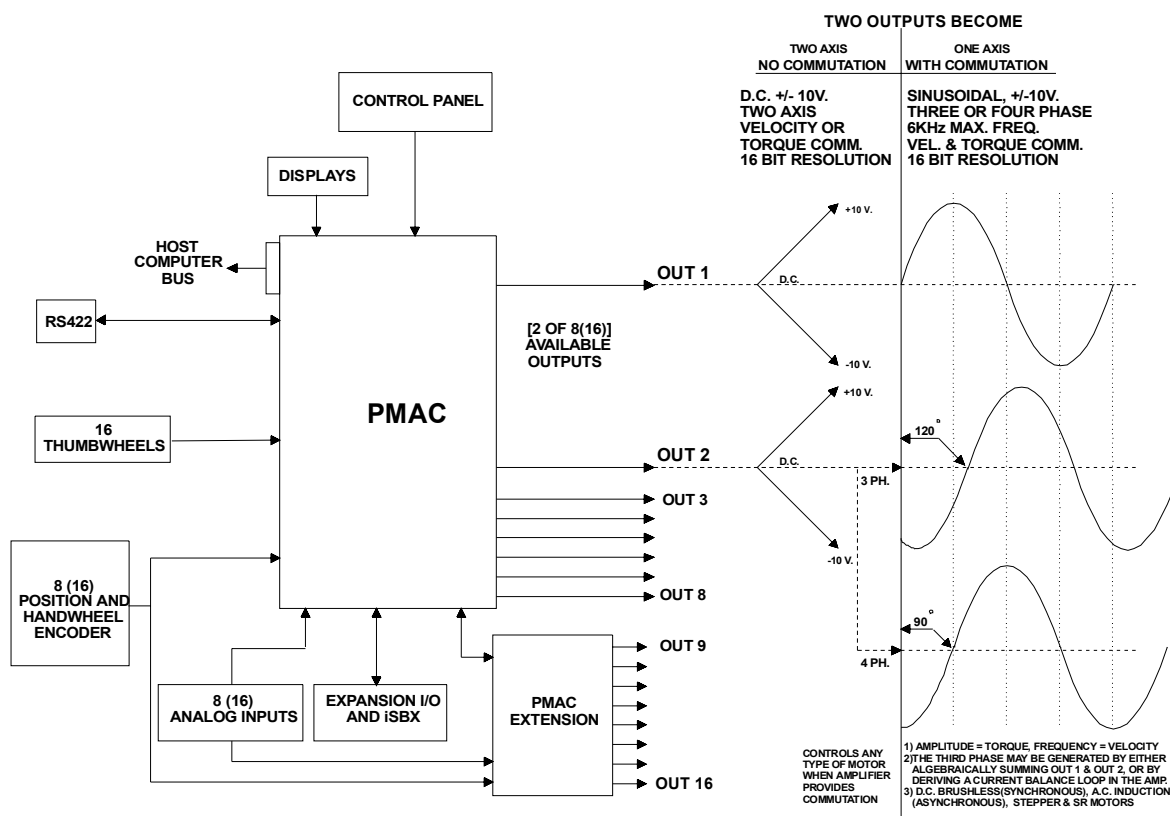 TWO OUTPUTS BECOME
TWO AXIS
NO COMMUTATION
ONE AXIS
WITH COMMUTATION
D.C. +/- 10V.
TWO AXIS
VELOCITY OR
TORQUE COMM.
16 BIT RESOLUTION
SINUSOIDAL, +/-10V.
THREE OR FOUR PHASE
6KHz MAX. FREQ.
VEL. & TORQUE COMM.
16 BIT RESOLUTION
CONTROL PANEL
DISPLAYS
HOST
COMPUTER
BUS
RS422
16
THUMBWHEELS
8 (16)
POSITION AND
HANDWHEEL
ENCODER
PMAC
8 (16)
ANALOG INPUTS
EXPANSION I/O
AND iSBX
PMAC
EXTENSION
OUT 1
[2 OF 8(16)]
AVAILABLE
OUTPUTS
OUT 2
OUT 3
OUT 8
OUT 9
OUT 16
+10 V.
D.C.
-10 V.
+10 V.
D.C.
-10 V.
120°
3 PH.
90°
4 PH.
CONTROLS ANY
TYPE OF MOTOR
WHEN AMPLIFIER
PROVIDES
COMMUTATION
1) AMPLITUDE = TORQUE, FREQUENCY = VELOCITY
2)THE THIRD PHASE MAY BE GENERATED BY EITHER
ALGEBRAICALLY SUMMING OUT 1 & OUT 2, OR BY
DERIVING A CURRENT BALANCE LOOP IN THE AMP.
3) D.C. BRUSHLESS(SYNCHRONOUS), A.C. INDUCTION
(ASYNCHRONOUS), STEPPER & SR MOTORS